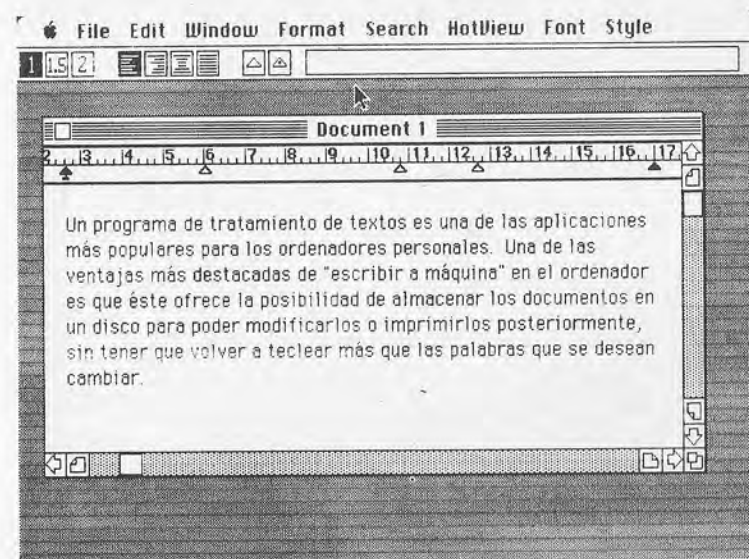 File Edit Window Format Search HotView Font Style
1 1.5 2
Document 1
2 3 4 5 6 7 8 9 10 11 12 13 14 15 16 17
Un programa de tratamiento de textos es una de las aplicaciones
más populares para los ordenadores personales. Una de las
ventajas más destacadas de "escribir a máquina" en el ordenador
es que éste ofrece la posibilidad de almacenar los documentos en
un disco para poder modificarlos o imprimirlos posteriormente,
sin tener que volver a teclear más que las palabras que se desean
cambiar.